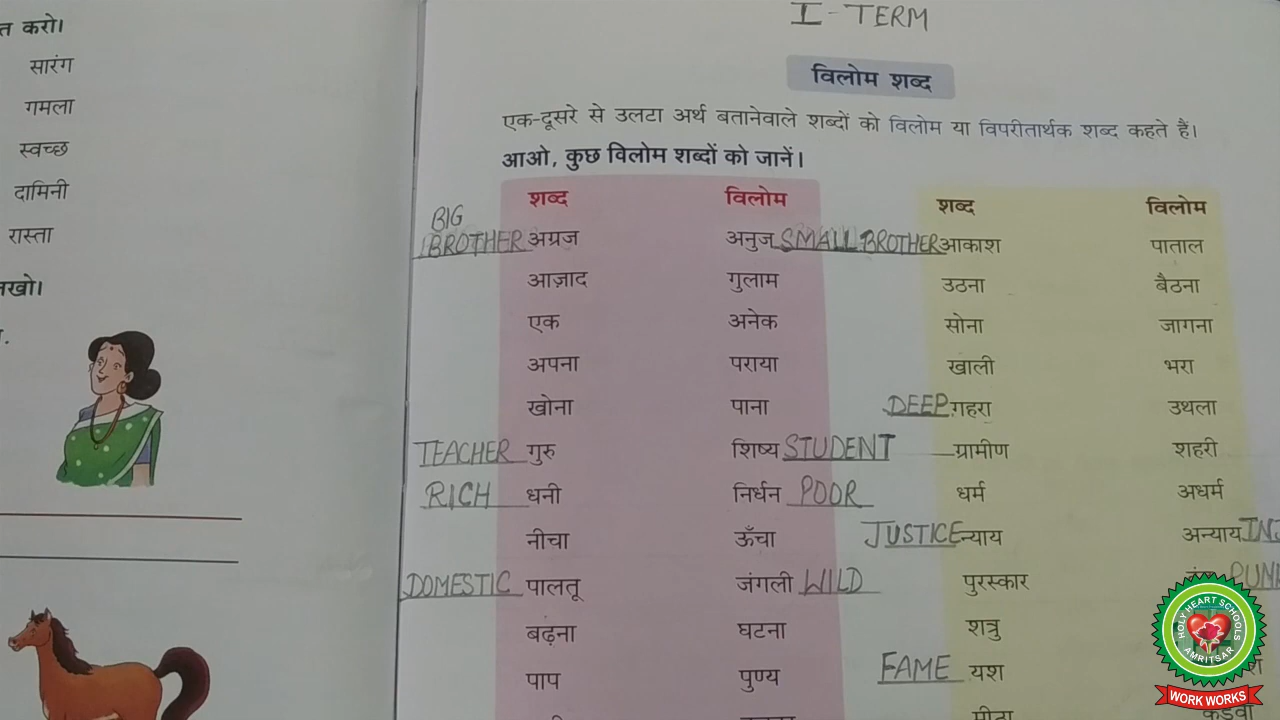 त करो।
सारंग
गमला
स्वच्छ
दामिनी
रास्ता
I - TERM
विलोम शब्द
एक-दूसरे से उलटा अर्थ बतानेवाले शब्दों को विलोम या विपरीतार्थक शब्द कहते हैं।
आओ, कुछ विलोम शब्दों को जानें।
शब्द विलोम
BIG BROTHER अग्रज अनुज SMALL BROTHER
आज़ाद गुलाम
एक अनेक
अपना पराया
खोना पाना
TEACHER गुरु शिष्य STUDENT
RICH धनी निर्धन POOR
नीचा ऊँचा
DOMESTIC पालतू जंगली WILD
बढ़ना घटना
पाप पुण्य
शब्द विलोम
आकाश पाताल
उठना बैठना
सोना जागना
खाली भरा
DEEP गहरा उथला
ग्रामीण शहरी
धर्म अधर्म
JUSTICE न्याय अन्याय
पुरस्कार
शत्रु
FAME यश
HOLY HEART SCHOOLS
AMRITSAR
WORK WORKS